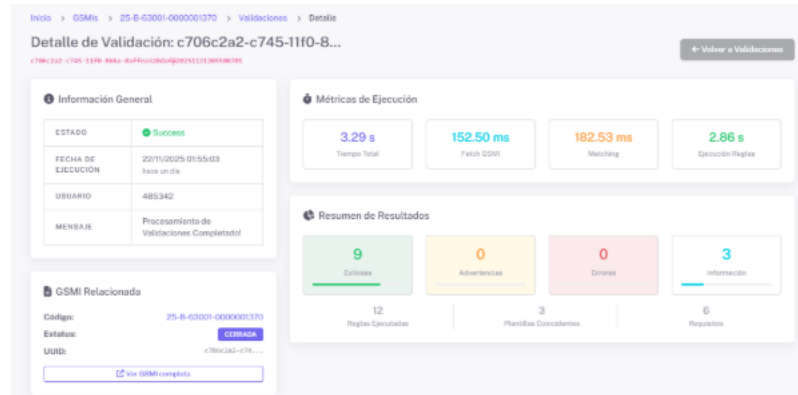 Inicio > GSMIs > 25-B-63001-0000001370 > Validaciones > Detalle
Detalle de Validación: c706c2a2-c745-11f0-8...
← Volver a Validaciones
Información General
ESTADO
Success
FECHA DE EJECUCIÓN
22/11/2025 01:55:03
hace un día
USUARIO
485342
MENSAJE
Procesamiento de
Validaciones Completado!
GSMI Relacionada
Código:
25-B-63001-0000001370
Estatus:
CERRADA
UUID:
c706c2a2-c74...
Ver GSMI completa
Métricas de Ejecución
3.29 s
Tiempo Total
152.50 ms
Fetch GSMI
182.53 ms
Matching
2.86 s
Ejecución Reglas
Resumen de Resultados
9
Exitosas
0
Advertencias
0
Errores
3
Información
12
Reglas Ejecutadas
3
Plantillas Coincidentes
6
Requisitos